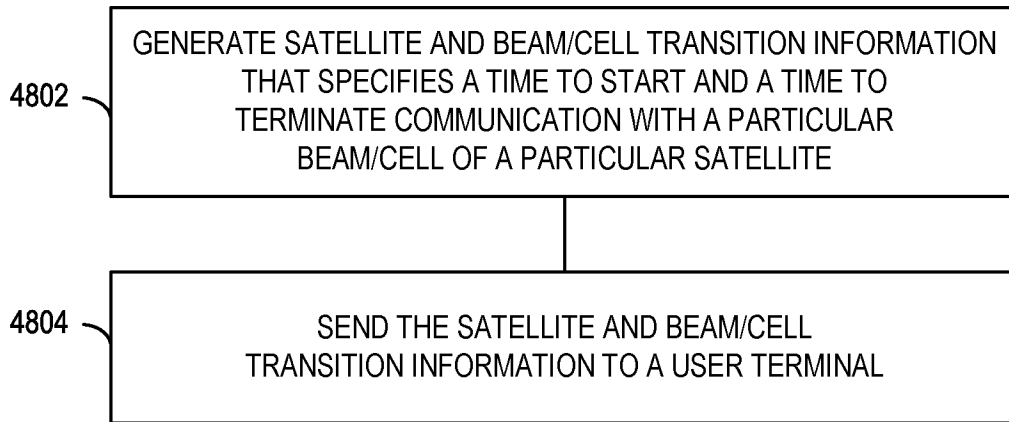 GENERATE SATELLITE AND BEAM/CELL TRANSITION INFORMATION
THAT SPECIFIES A TIME TO START AND A TIME TO
4802
TERMINATE COMMUNICATION WITH A PARTICULAR
BEAM/CELL OF A PARTICULAR SATELLITE
4804
SEND THE SATELLITE AND BEAM/CELL
TRANSITION INFORMATION TO A USER TERMINAL